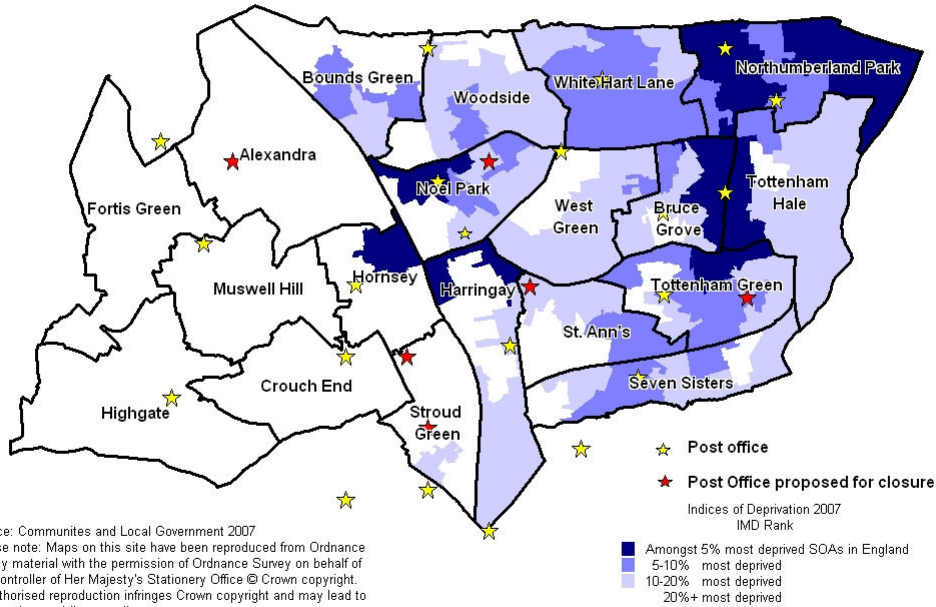 Bounds Green
Woodside
White Hart Lane
Northumberland Park
Alexandra
Noel Park
Fortis Green
West
Green
Bruce
Grove
Tottenham
Hale
Muswell Hill
Hornsey
Harringay
Tottenham Green
St. Ann's
Crouch End
Seven Sisters
Highgate
Stroud
Green
Post office
Post Office proposed for closure
Indices of Deprivation 2007
IMD Rank
Amongst 5% most deprived SOAs in England
5-10% most deprived
10-20% most deprived
20%+ most deprived
ce: Communites and Local Government 2007
se note: Maps on this site have been reproduced from Ordnance
y material with the permission of Ordnance Survey on behalf of
ontroller of Her Majesty's Stationery Office © Crown copyright.
thorised reproduction infringes Crown copyright and may lead to